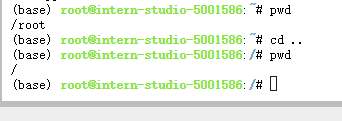 (base) root@intern-studio-5001586:~# pwd
/root
(base) root@intern-studio-5001586:~# cd ..
(base) root@intern-studio-5001586:/# pwd
/
(base) root@intern-studio-5001586:/#